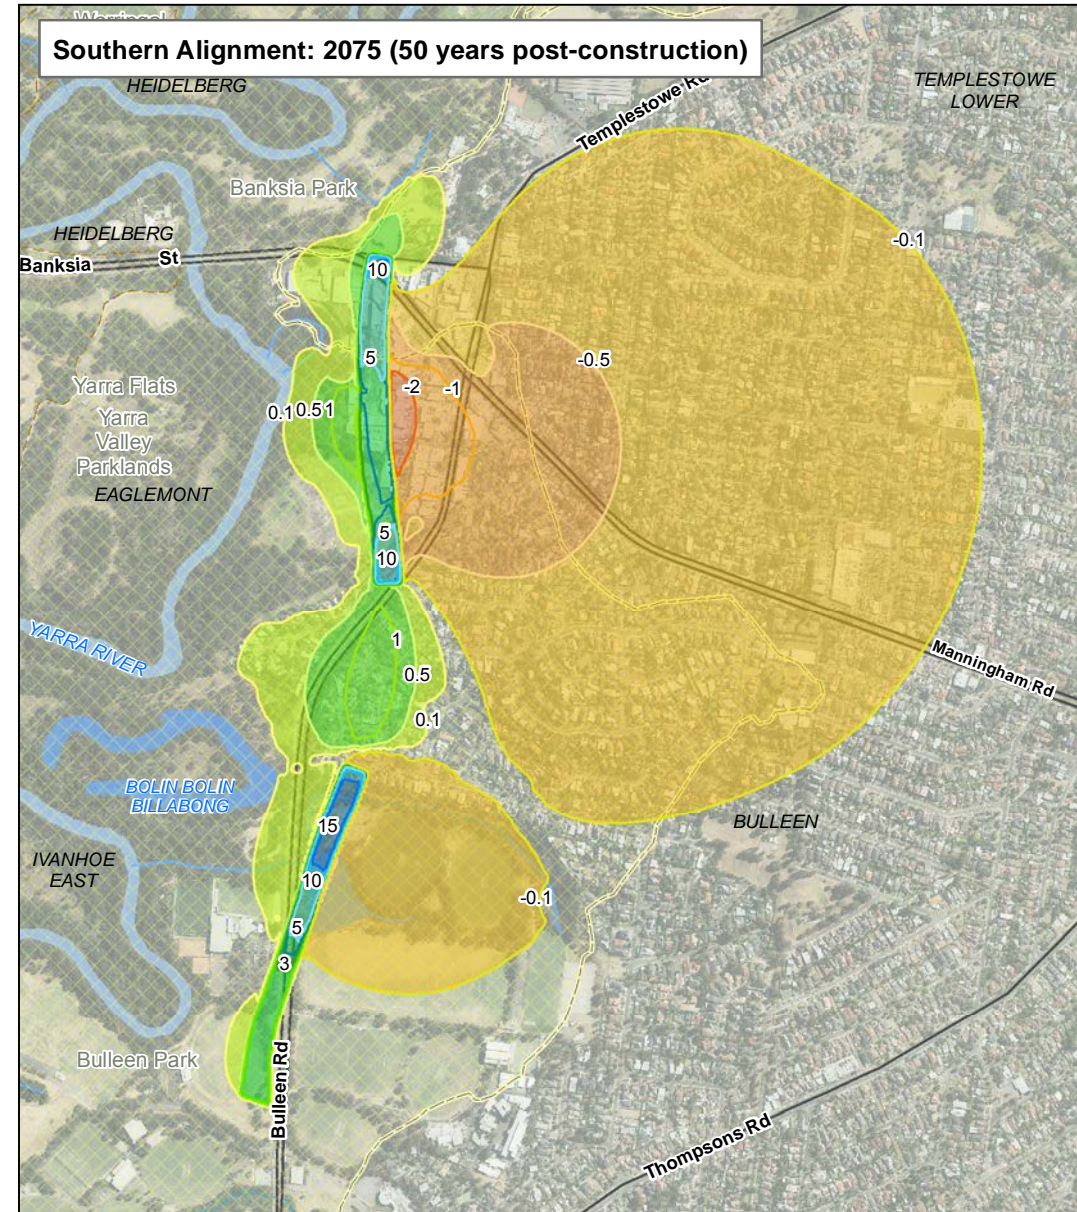 Warringal
Southern Alignment: 2075 (50 years post-construction)
HEIDELBERG
Templestowe Rd
TEMPLESTOWE
LOWER
Banksia Park
HEIDELBERG
Banksia St
-0.1
10
5
-0.5
-2
-1
Yarra Flats
0.1
0.5
1
Yarra
Valley
Parklands
EAGLEMONT
5
10
YARRA RIVER
1
0.5
0.1
Manningham Rd
BOLIN BOLIN
BILLABONG
15
BULLEEN
IVANHOE
EAST
10
-0.1
5
3
Bulleen Park
Bulleen Rd
Thompsons Rd